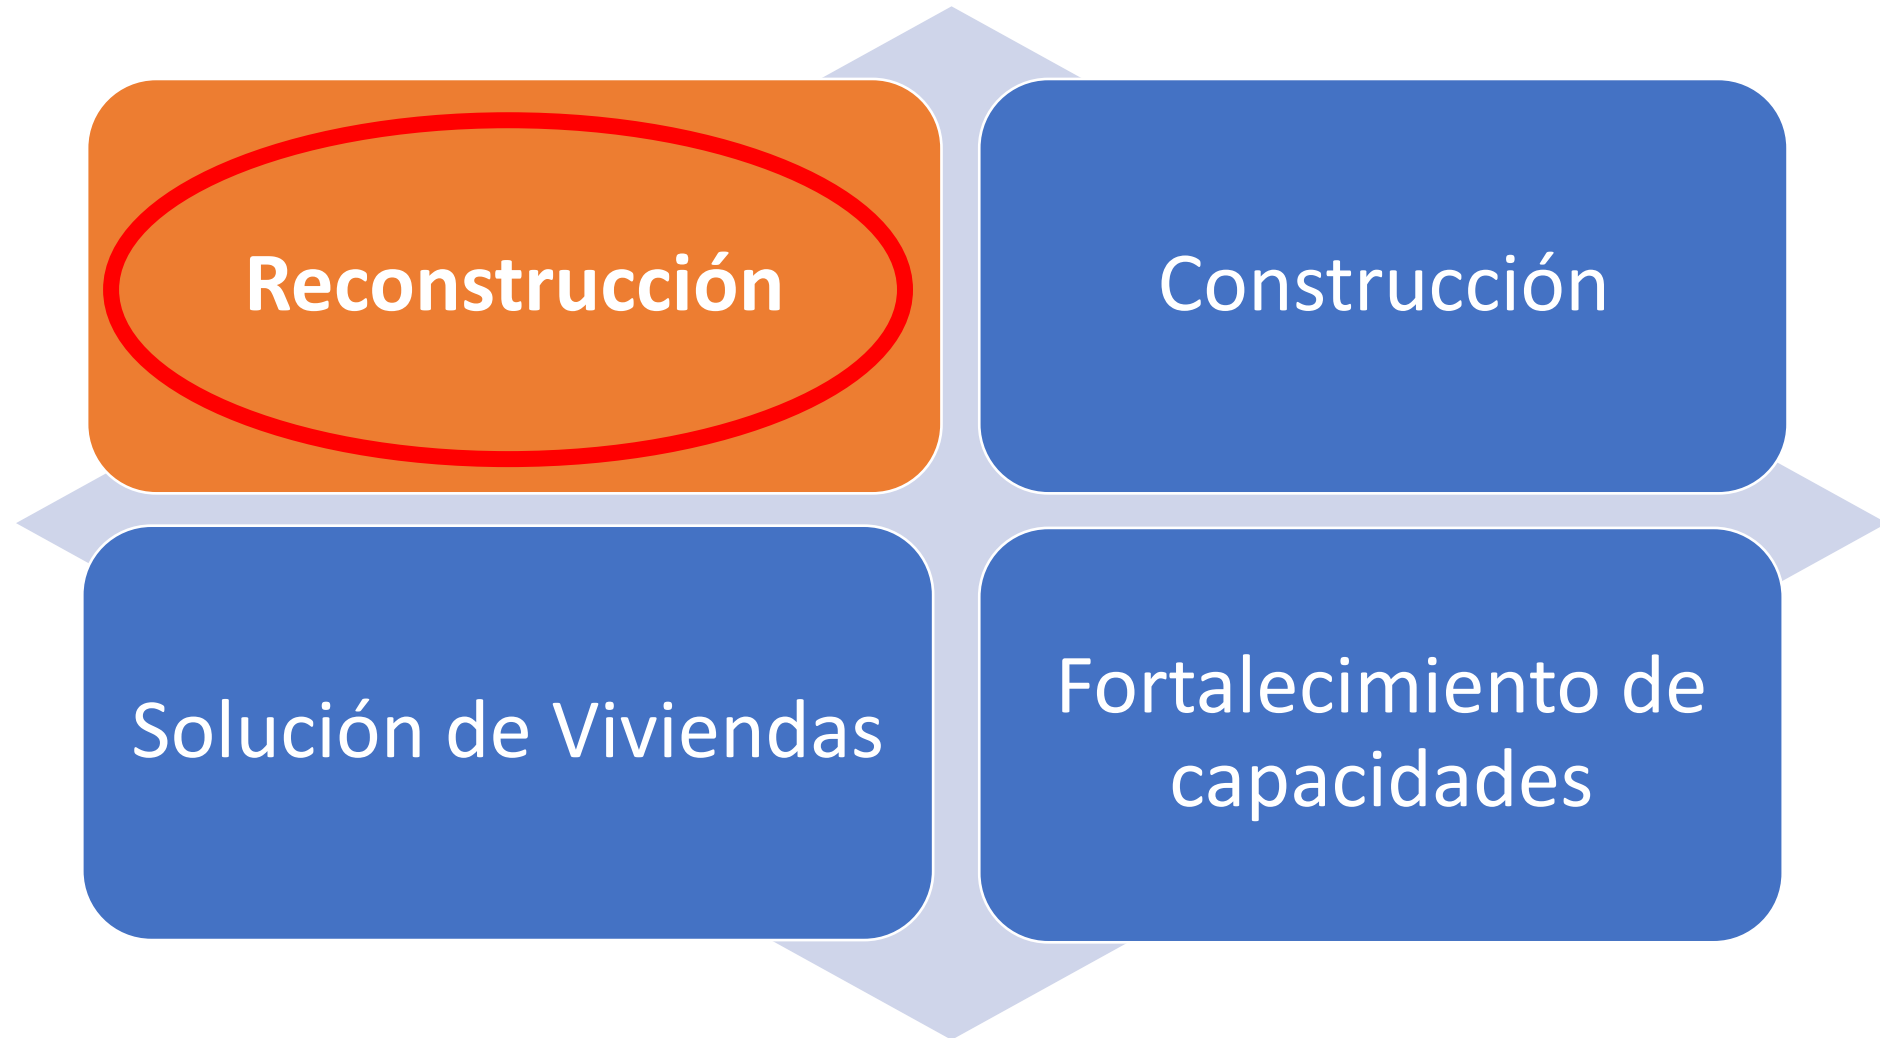 Reconstrucción
Construcción
Solución de Viviendas
Fortalecimiento de
capacidades